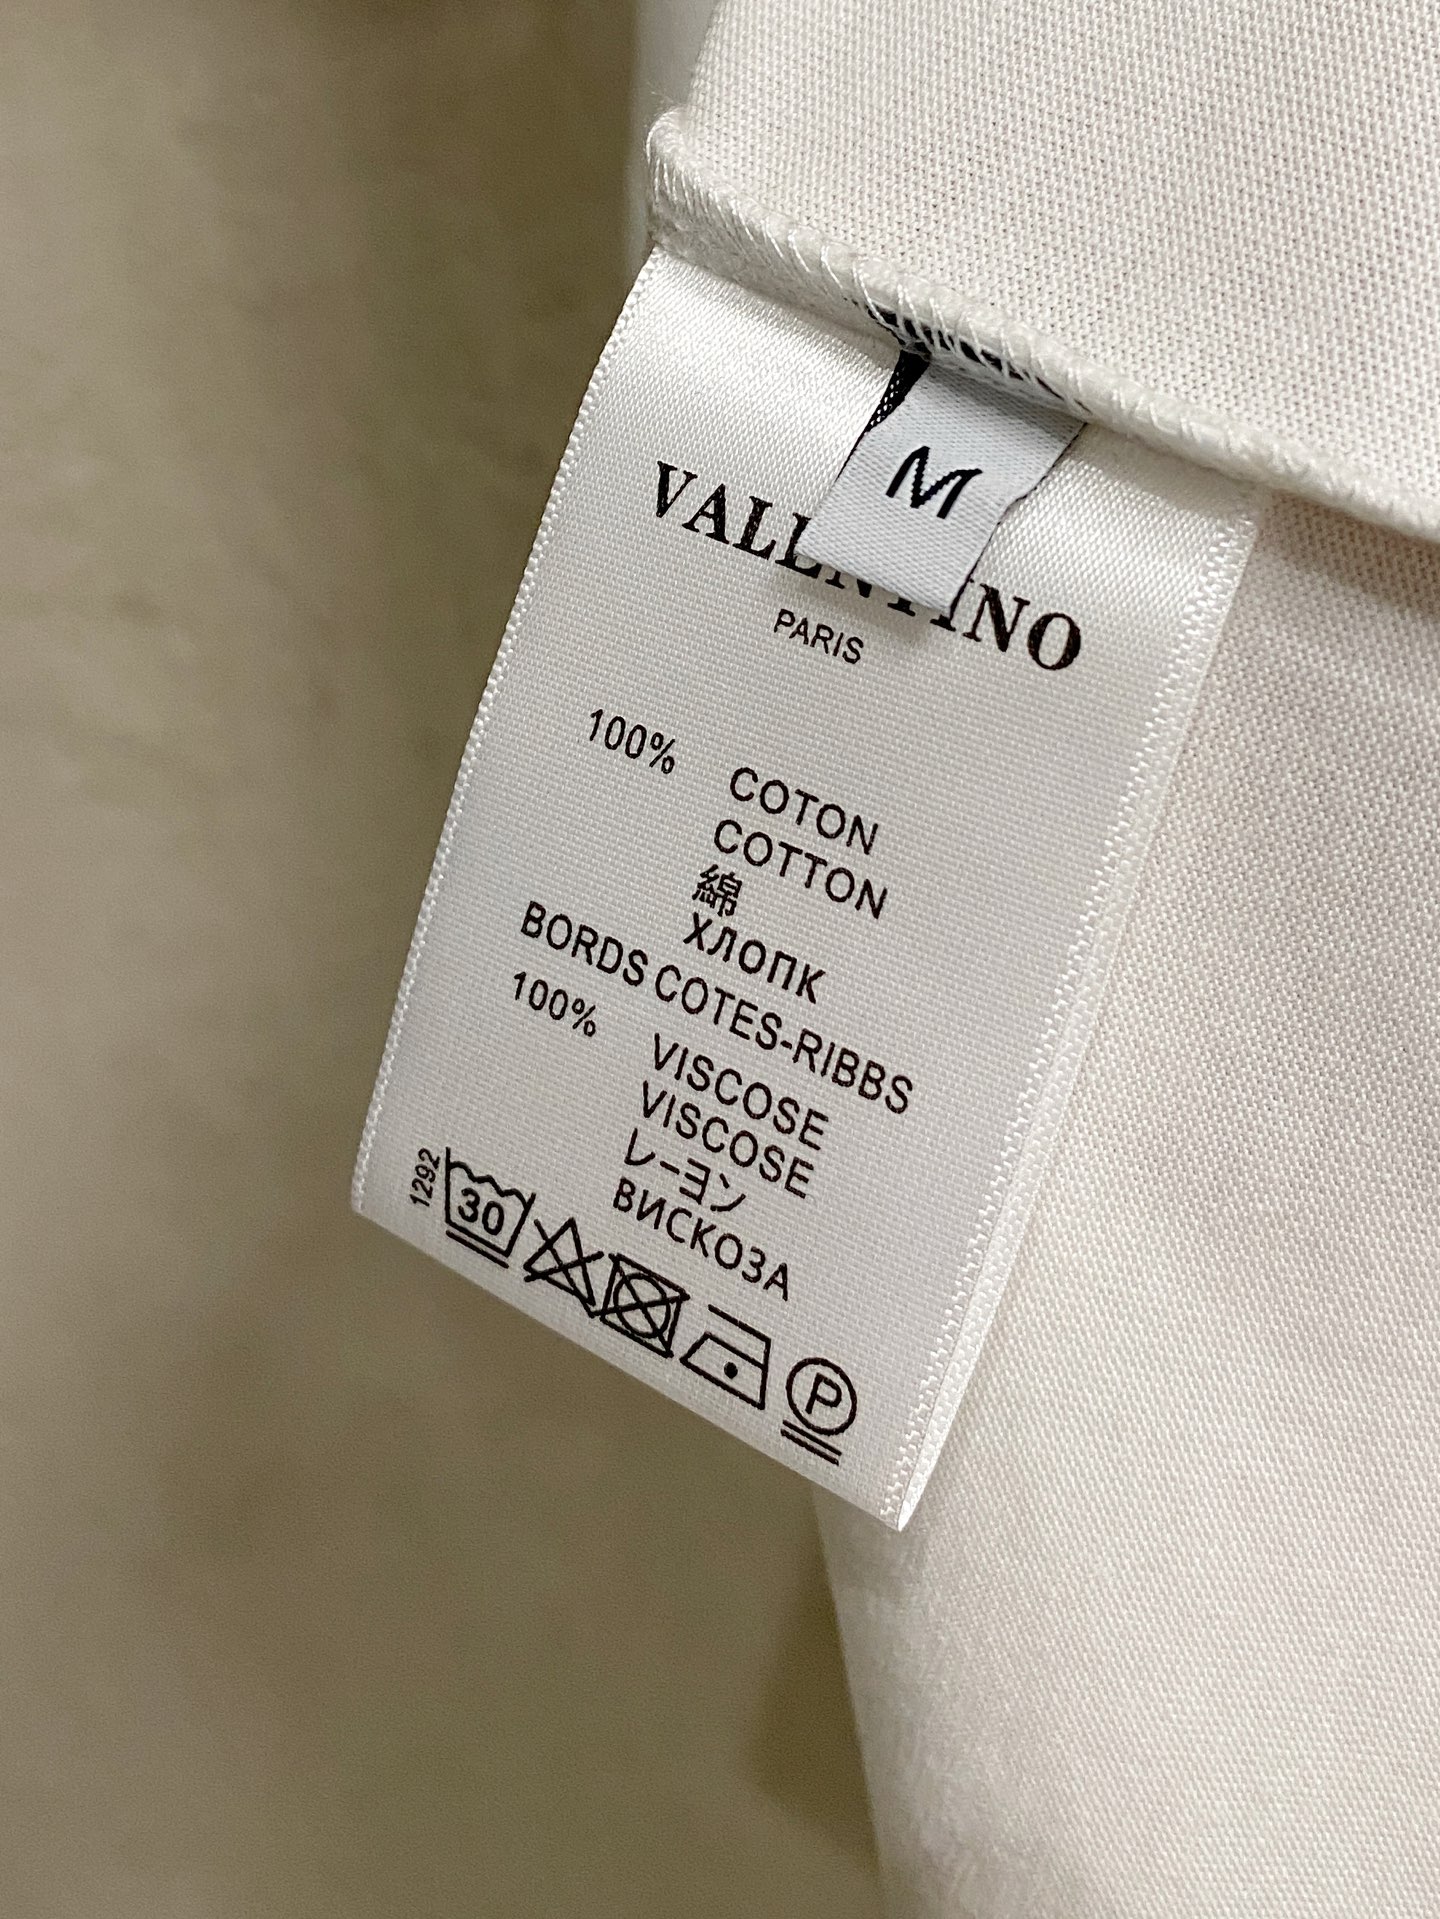 M
VALENTINO
PARIS
100% COTON
COTTON
綿
ХЛОПК
BORDS COTES-RIBBS
100% VISCOSE
VISCOSE
レーヨン
ВИСКОЗА
1292
30
P